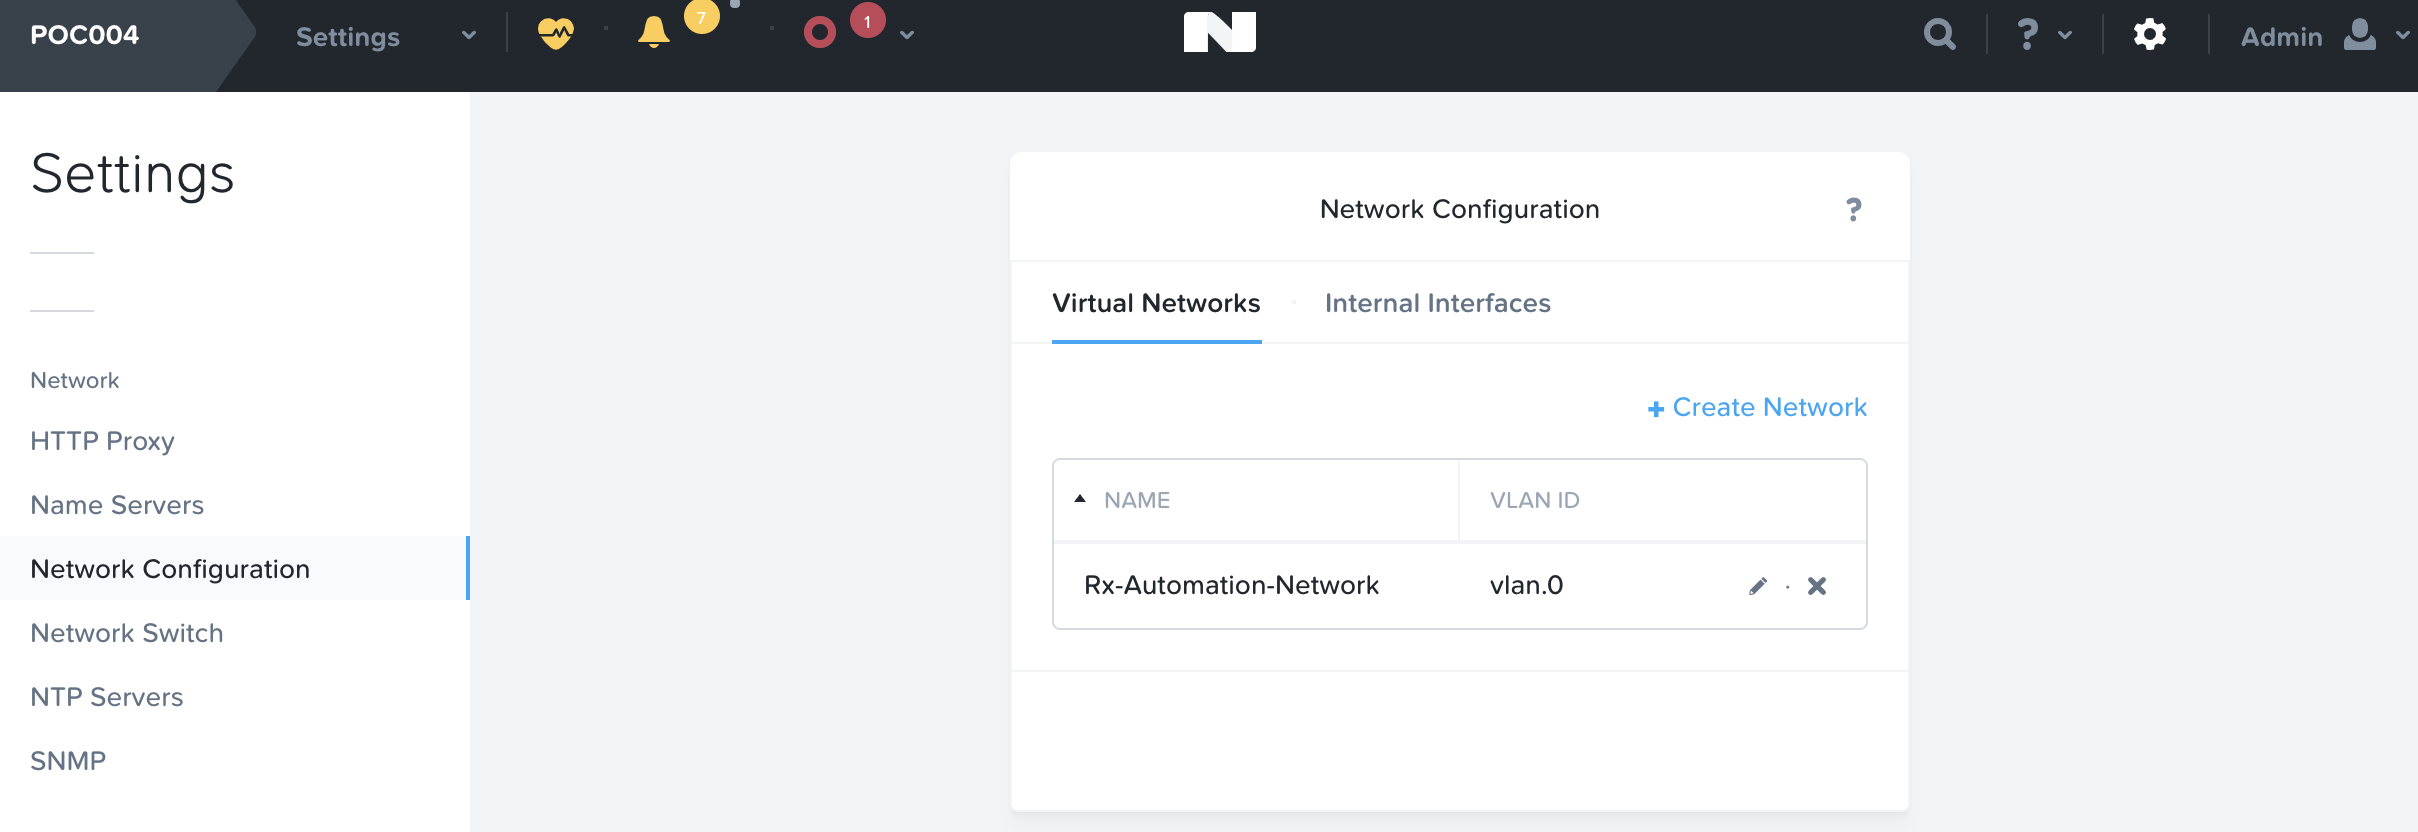 POC004
Settings
7
1
Admin
Settings
Network
HTTP Proxy
Name Servers
Network Configuration
Network Switch
NTP Servers
SNMP
Network Configuration
?
Virtual Networks · Internal Interfaces
+ Create Network
NAME VLAN ID
Rx-Automation-Network vlan.0